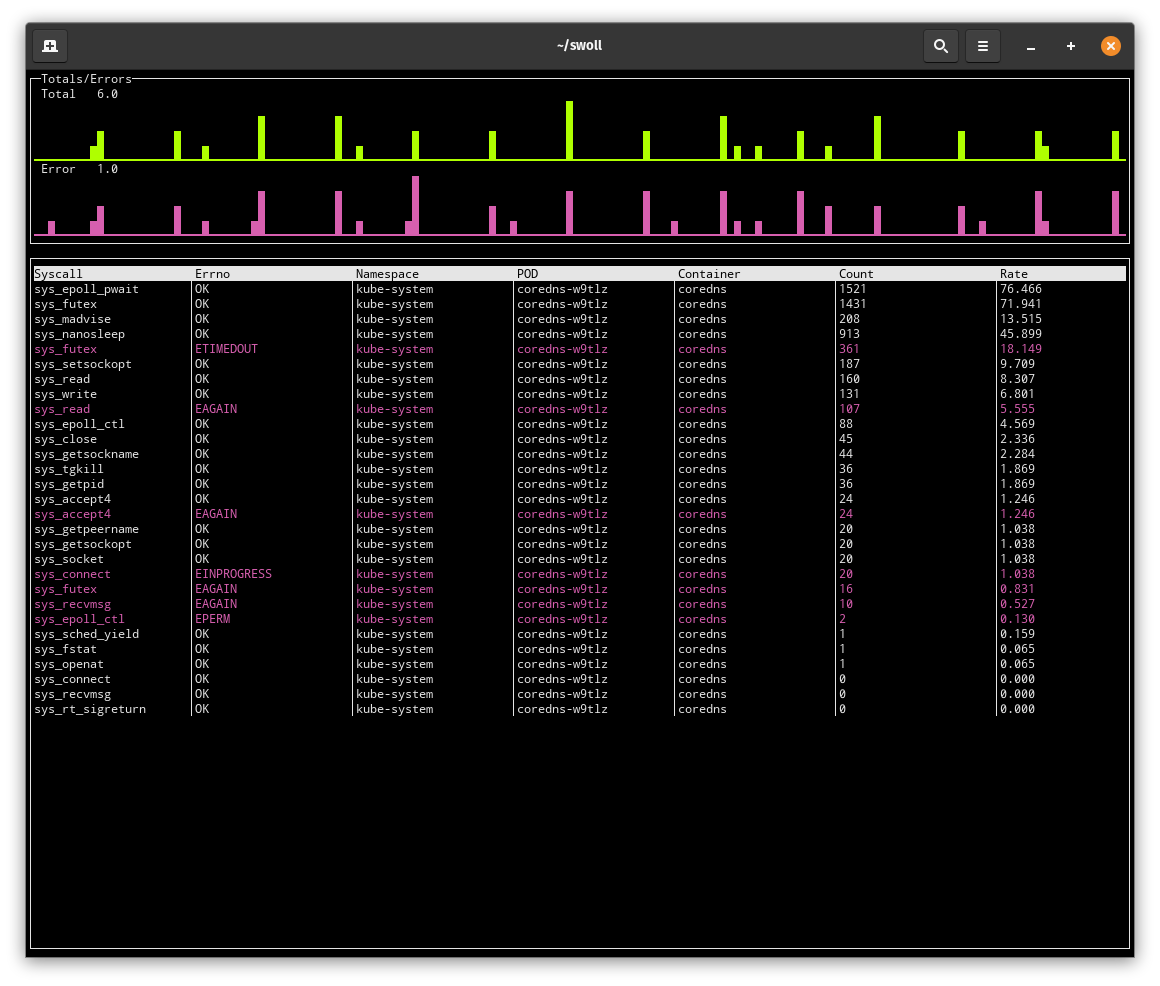 ~/swoll
Totals/Errors
Total 6.0
Error 1.0
Syscall Errno Namespace POD Container Count Rate
sys_epoll_pwait OK kube-system coredns-w9tlz coredns 1521 76.466
sys_futex OK kube-system coredns-w9tlz coredns 1431 71.941
sys_madvise OK kube-system coredns-w9tlz coredns 208 13.515
sys_nanosleep OK kube-system coredns-w9tlz coredns 913 45.899
sys_futex ETIMEDOUT kube-system coredns-w9tlz coredns 361 18.149
sys_setsockopt OK kube-system coredns-w9tlz coredns 187 9.709
sys_read OK kube-system coredns-w9tlz coredns 160 8.307
sys_write OK kube-system coredns-w9tlz coredns 131 6.801
sys_read EAGAIN kube-system coredns-w9tlz coredns 107 5.555
sys_epoll_ctl OK kube-system coredns-w9tlz coredns 88 4.569
sys_close OK kube-system coredns-w9tlz coredns 45 2.336
sys_getsockname OK kube-system coredns-w9tlz coredns 44 2.284
sys_tgkill OK kube-system coredns-w9tlz coredns 36 1.869
sys_getpid OK kube-system coredns-w9tlz coredns 36 1.869
sys_accept4 OK kube-system coredns-w9tlz coredns 24 1.246
sys_accept4 EAGAIN kube-system coredns-w9tlz coredns 24 1.246
sys_getpeername OK kube-system coredns-w9tlz coredns 20 1.038
sys_getsockopt OK kube-system coredns-w9tlz coredns 20 1.038
sys_socket OK kube-system coredns-w9tlz coredns 20 1.038
sys_connect EINPROGRESS kube-system coredns-w9tlz coredns 20 1.038
sys_futex EAGAIN kube-system coredns-w9tlz coredns 16 0.831
sys_recvmsg EAGAIN kube-system coredns-w9tlz coredns 10 0.527
sys_epoll_ctl EPERM kube-system coredns-w9tlz coredns 2 0.130
sys_sched_yield OK kube-system coredns-w9tlz coredns 1 0.159
sys_fstat OK kube-system coredns-w9tlz coredns 1 0.065
sys_openat OK kube-system coredns-w9tlz coredns 1 0.065
sys_connect OK kube-system coredns-w9tlz coredns 0 0.000
sys_recvmsg OK kube-system coredns-w9tlz coredns 0 0.000
sys_rt_sigreturn OK kube-system coredns-w9tlz coredns 0 0.000